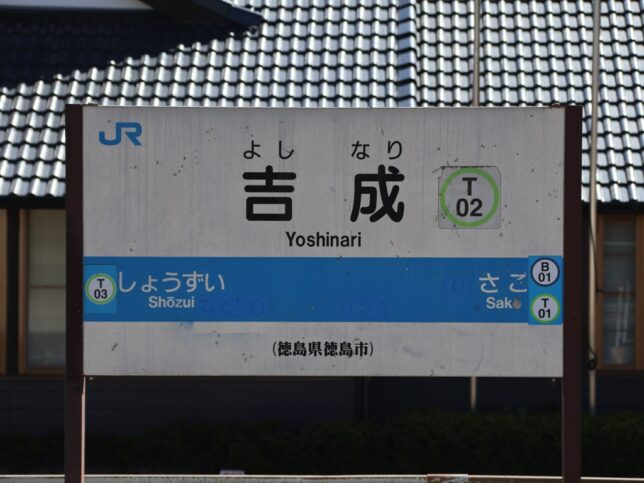 JR
よし なり
吉 成
T
02
Yoshinari
T
03
しょうずい
Shōzui
さこ
Sako
B
01
T
01
(徳島県徳島市)